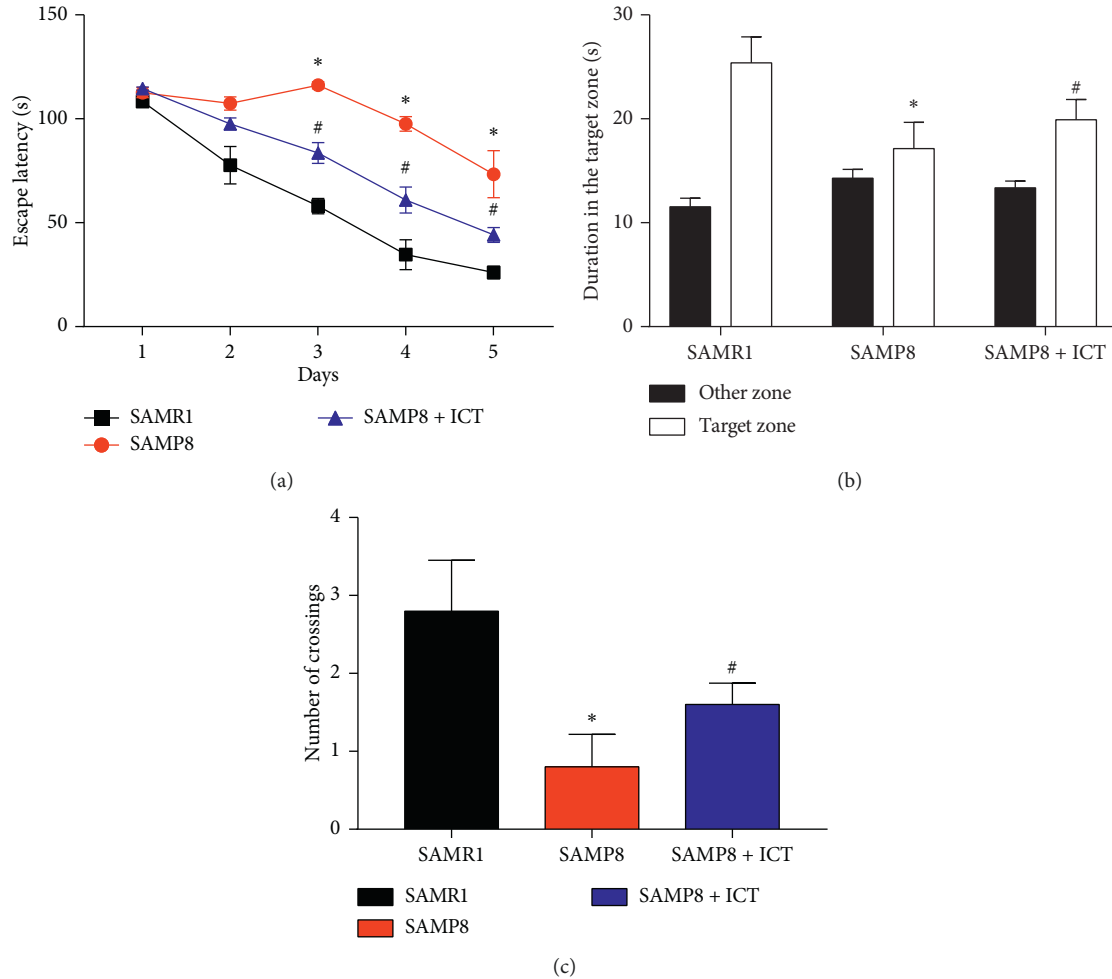 150
100
50
0
Escape latency (s)
*
*
*
#
#
#
1 2 3 4 5
Days
SAMR1
SAMP8
SAMP8 + ICT
(a)
30
20
10
0
Duration in the target zone (s)
*
#
SAMR1 SAMP8 SAMP8 + ICT
Other zone
Target zone
(b)
4
3
2
1
0
Number of crossings
*
#
SAMR1 SAMP8 SAMP8 + ICT
SAMR1
SAMP8
SAMP8 + ICT
(c)